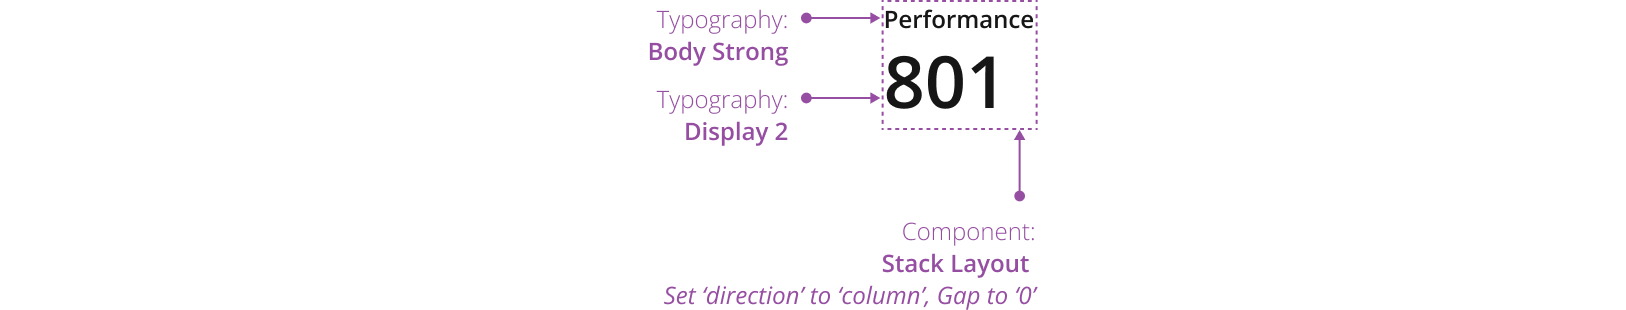 Typography:
Body Strong
Performance
801
Typography:
Display 2
Component:
Stack Layout
Set ‘direction’ to ‘column’, Gap to ‘0’